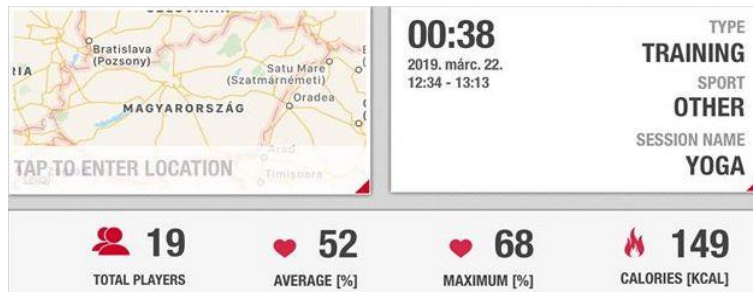 Bratislava
(Pozsony)
Satu Mare
(Szatmárnémeti)
Oradea
MAGYARORSZÁG
Arad
TAP TO ENTER LOCATION
Timisoara
00:38
2019. márc. 22.
12:34 - 13:13
TYPE
TRAINING
SPORT
OTHER
SESSION NAME
YOGA
19
TOTAL PLAYERS
52
AVERAGE [%]
68
MAXIMUM [%]
149
CALORIES [KCAL]